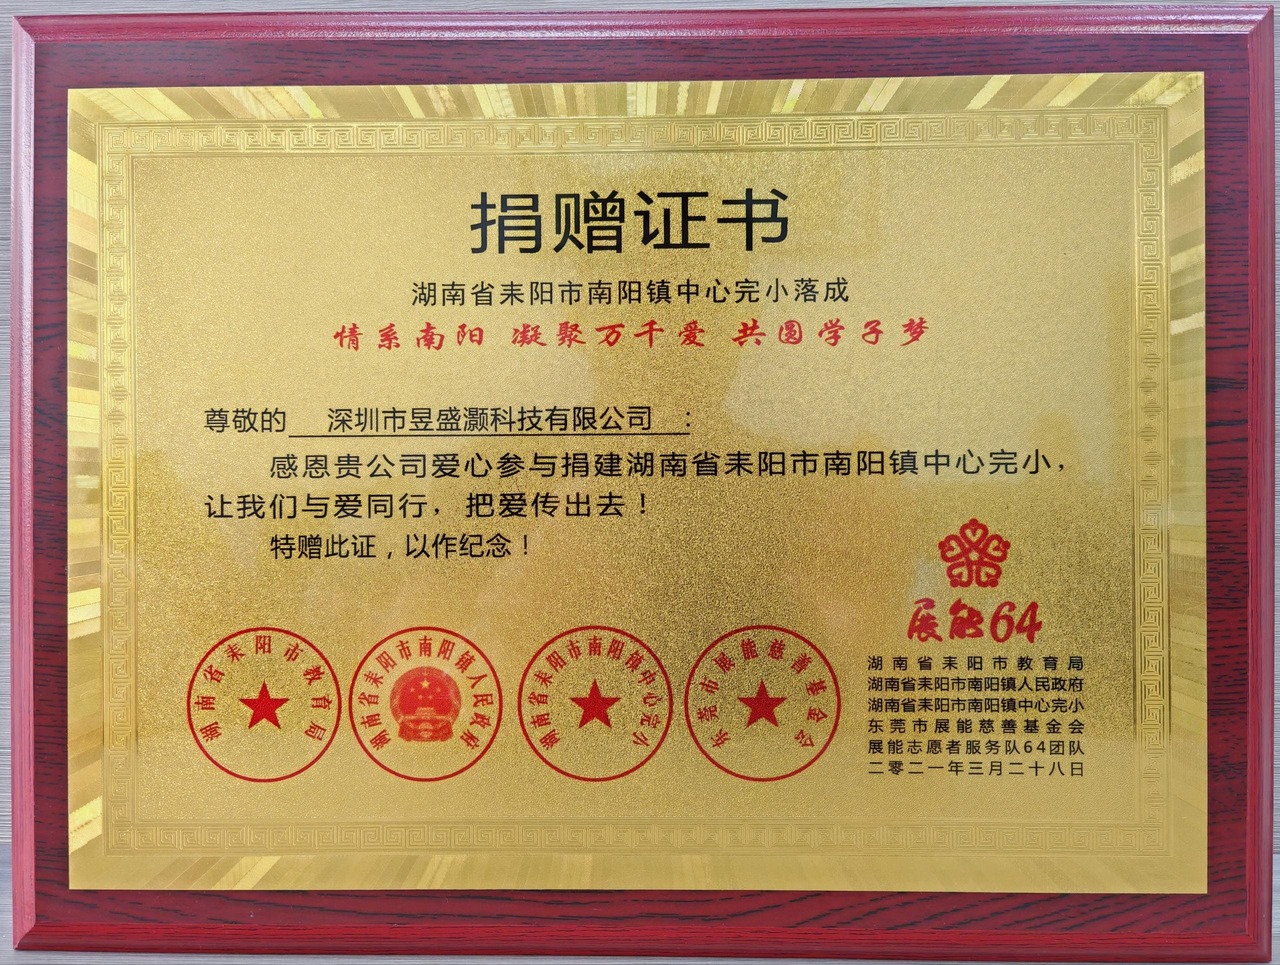 捐赠证书
湖南省耒阳市南阳镇中心完小落成
情系南阳 凝聚万千爱 共圆学子梦
尊敬的 深圳市昱盛灏科技有限公司 :
感恩贵公司爱心参与捐建湖南省耒阳市南阳镇中心完小，
让我们与爱同行，把爱传出去！
特赠此证，以作纪念！
展能64
湖南省耒阳市教育局
湖南省耒阳市南阳镇人民政府
湖南省耒阳市南阳镇中心完小
东莞市展能慈善基金会
湖南省耒阳市教育局
湖南省耒阳市南阳镇人民政府
湖南省耒阳市南阳镇中心完小
东莞市展能慈善基金会
展能志愿者服务队64团队
二零二一年三月二十八日